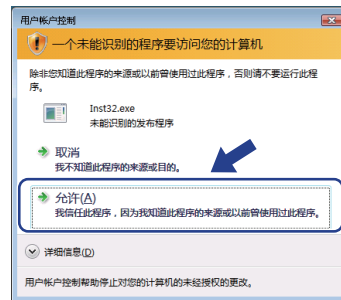 用户帐户控制
一个未能识别的程序要访问您的计算机
除非您知道此程序的来源或以前曾使用过此程序，否则请不要运行此程
序。
Inst32.exe
未能识别的发布程序
取消
我不知道此程序的来源或目的。
允许(A)
我信任此程序，因为我知道此程序的来源或以前曾使用过此程序。
详细信息(D)
用户帐户控制帮助停止对您的计算机的未经授权的更改。